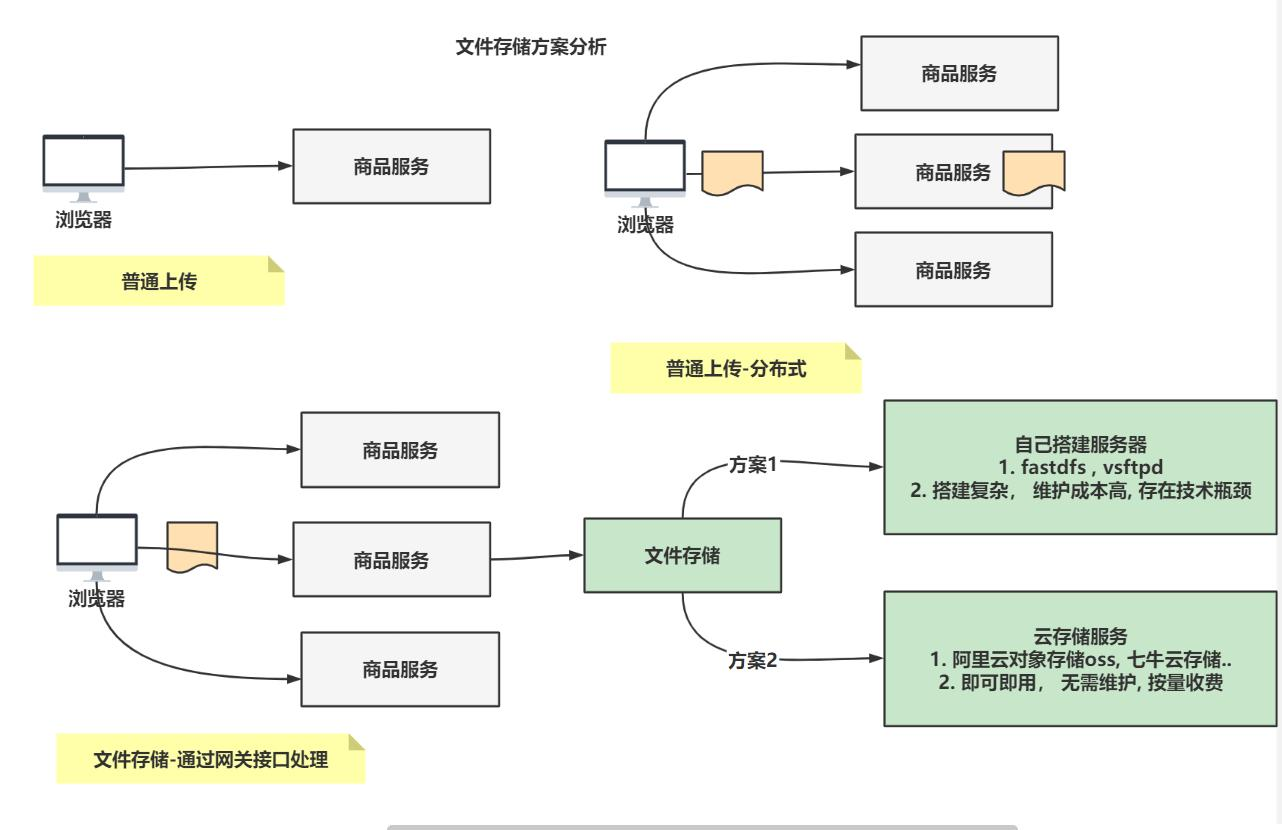 文件存储方案分析
商品服务
浏览器
普通上传
商品服务
商品服务
浏览器
商品服务
普通上传-分布式
商品服务
商品服务
浏览器
商品服务
文件存储
方案1
自己搭建服务器
1. fastdfs , vsftpd
2. 搭建复杂， 维护成本高, 存在技术瓶颈
方案2
云存储服务
1. 阿里云对象存储oss, 七牛云存储..
2. 即可即用， 无需维护, 按量收费
文件存储-通过网关接口处理